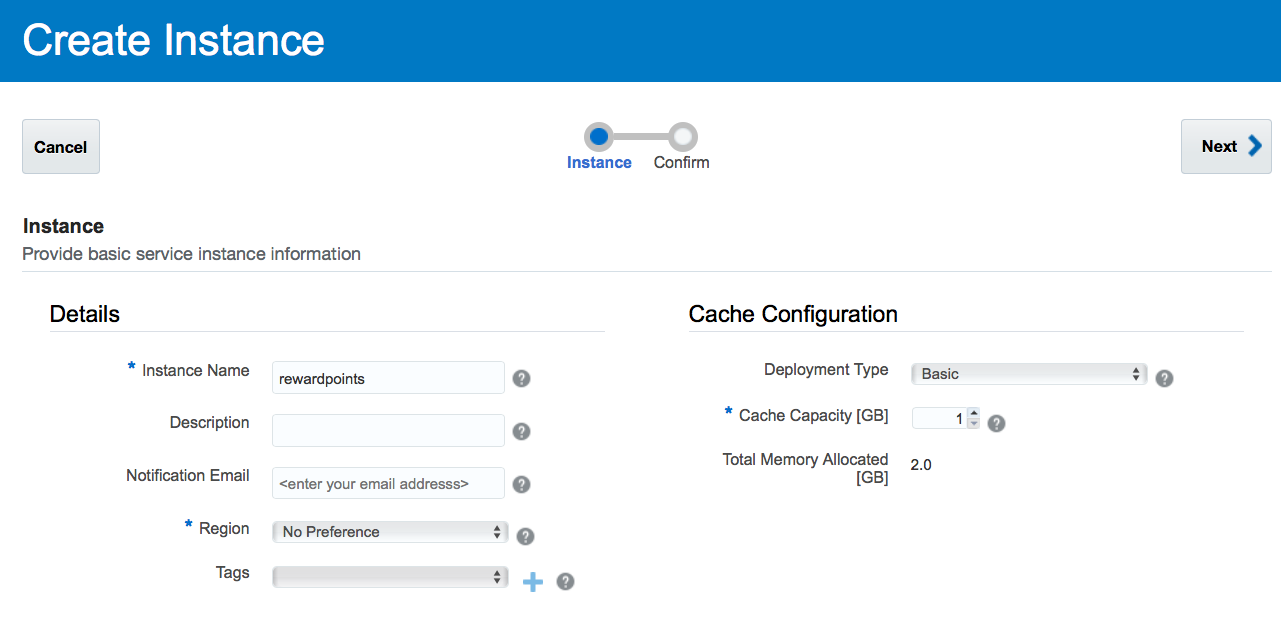 Create Instance
Cancel
Instance
Confirm
Next
Instance
Provide basic service instance information
Details
* Instance Name
rewardpoints
?
Description
?
Notification Email
<enter your email addresss>
?
* Region
No Preference
?
Tags
+
?
Cache Configuration
Deployment Type
Basic
?
* Cache Capacity [GB]
1
?
Total Memory Allocated
[GB]
2.0